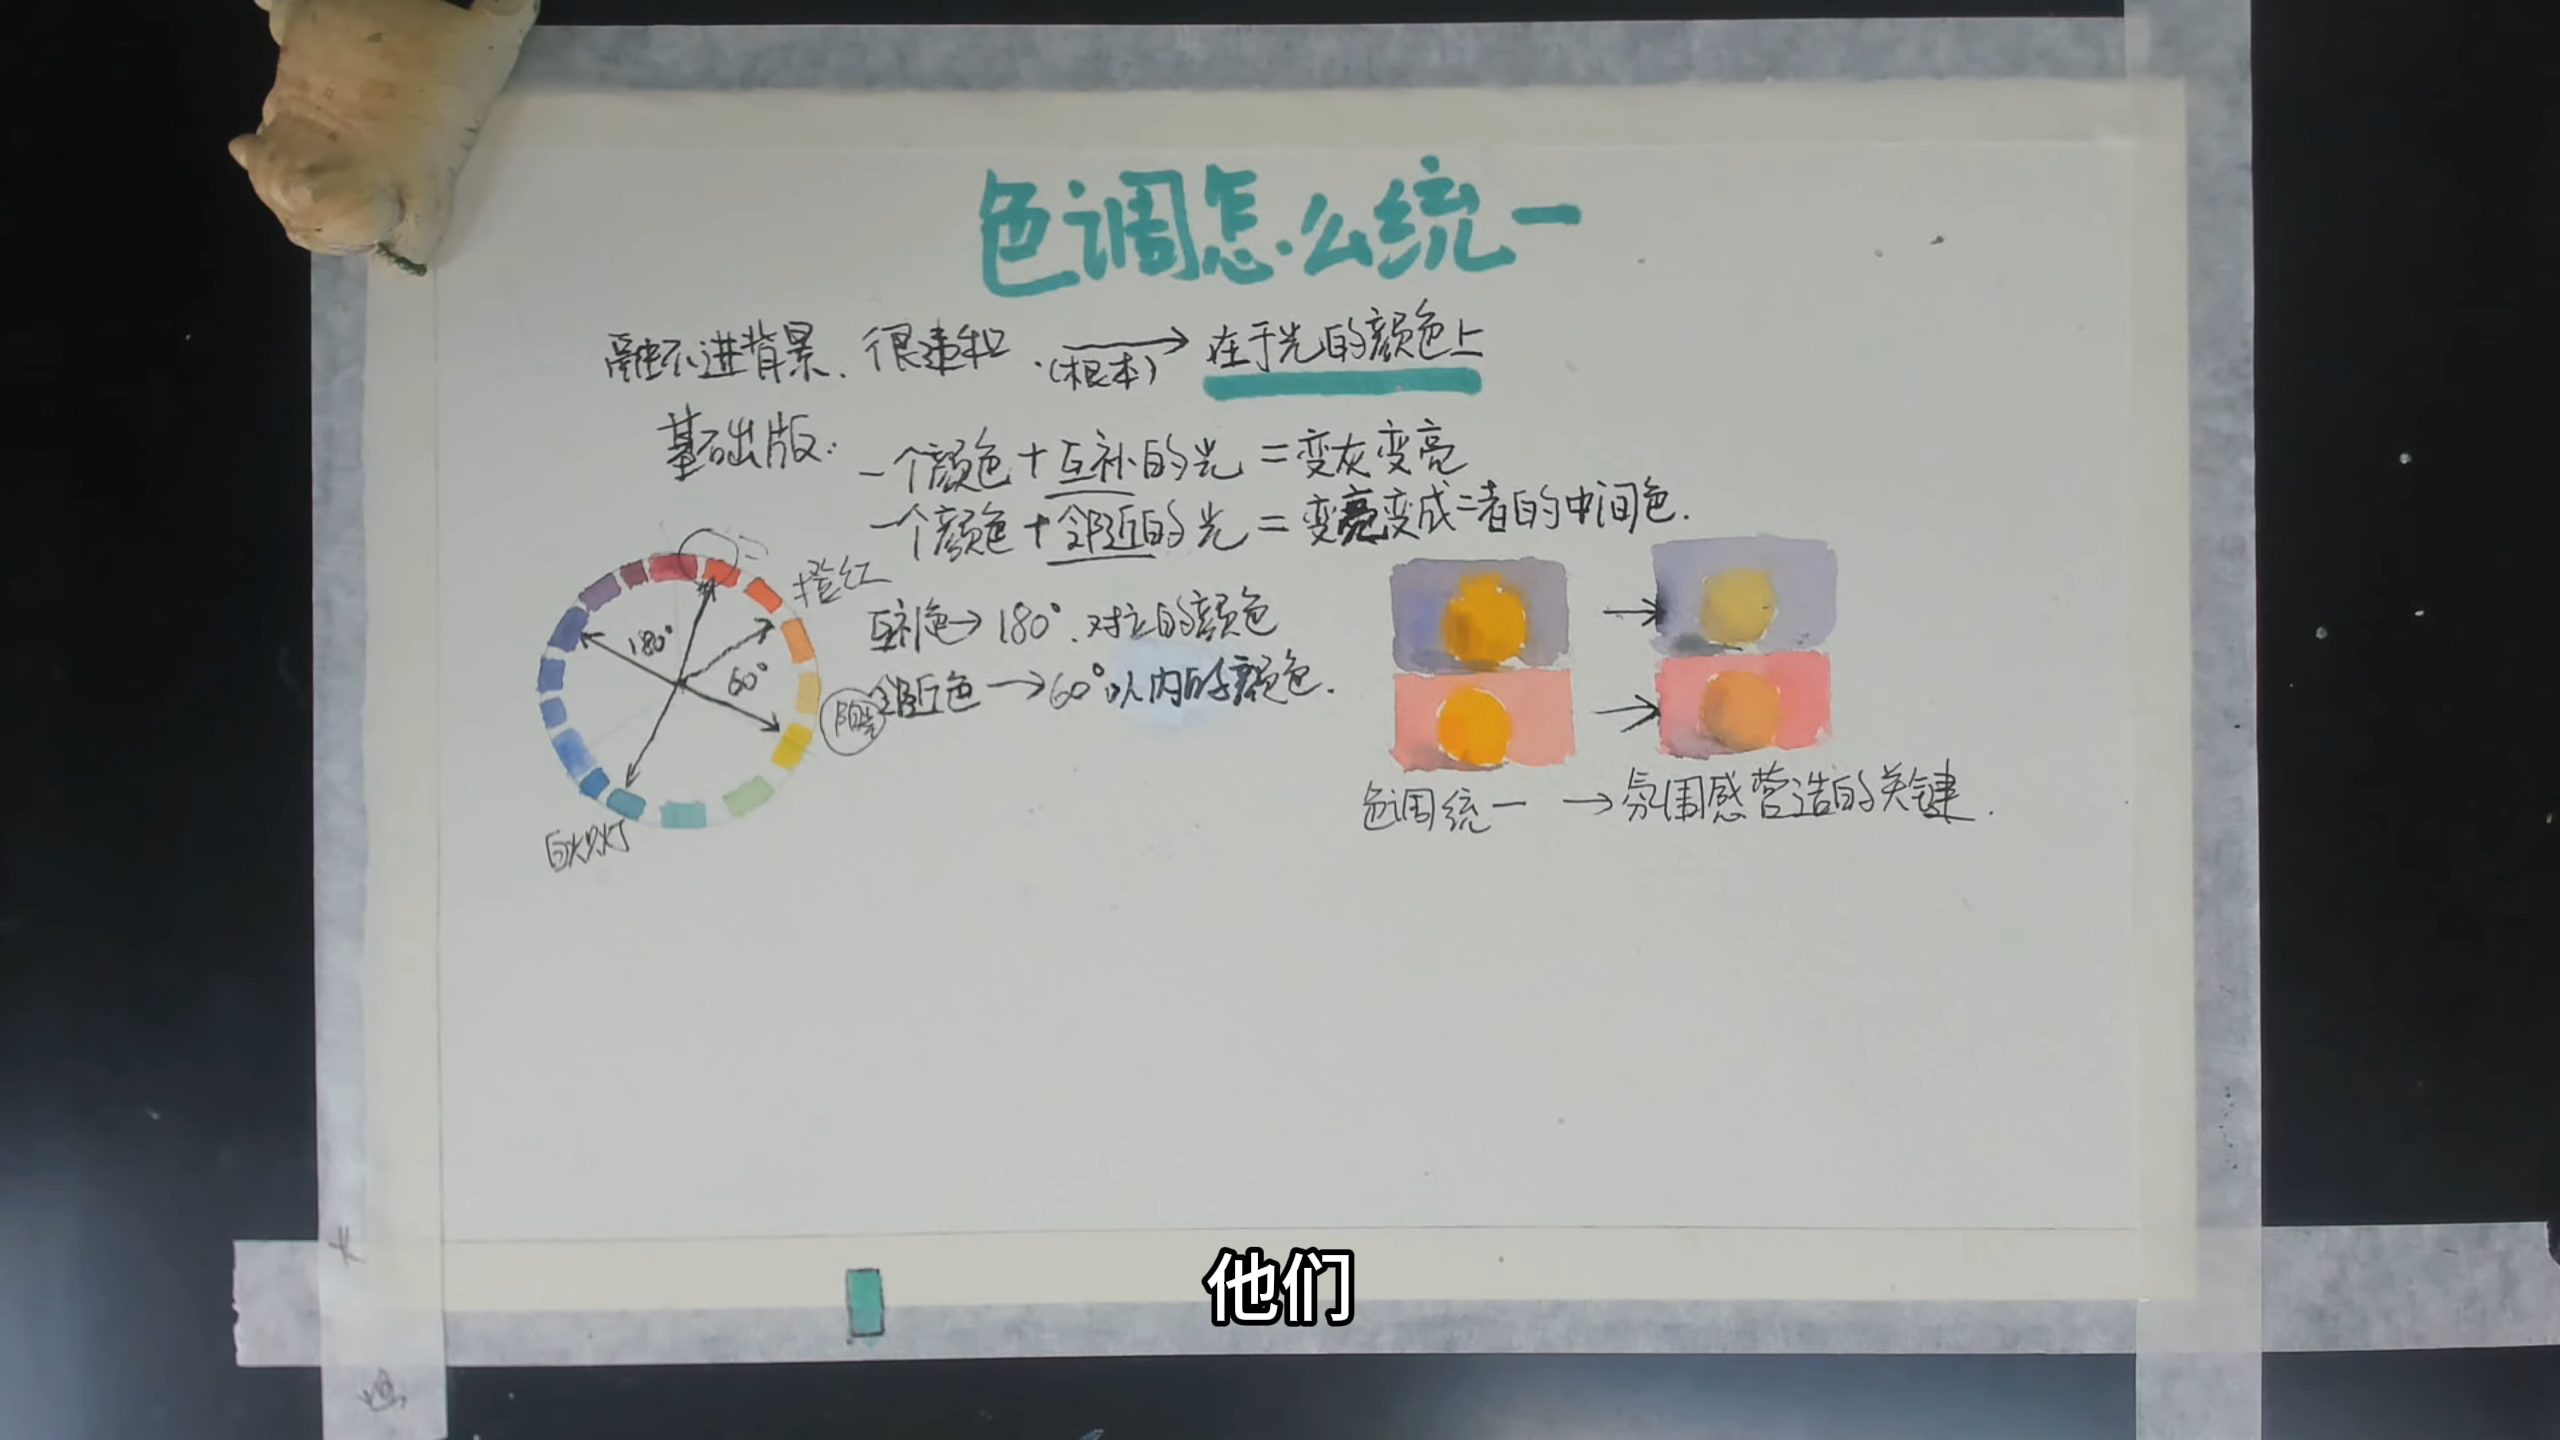 色调怎么统一
融不进背景、很违和 (根本) → 在于光的颜色上
基础版:
一个颜色+互补的光=变灰变亮
一个颜色+邻近的光=变亮变成二者的中间色.
橙红
180°
60°
互补色→180°.对立的颜色
邻近色→60°以内的颜色.
白炽灯
色调统一 →氛围感营造的关键.
他们